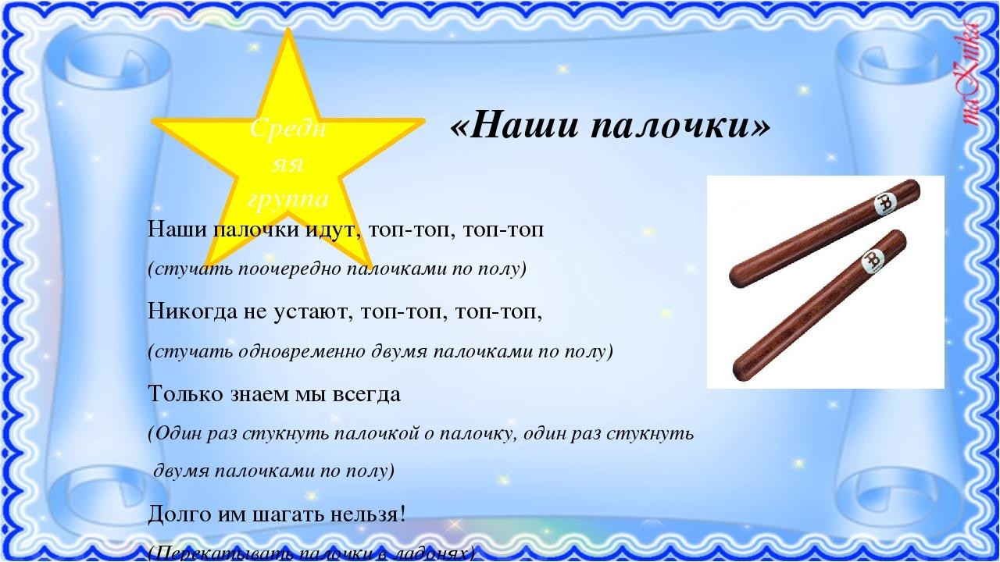 Средн
яя
группа
«Наши палочки»
Наши палочки идут, топ-топ, топ-топ
(стучать поочередно палочками по полу)
Никогда не устают, топ-топ, топ-топ,
(стучать одновременно двумя палочками по полу)
Только знаем мы всегда
(Один раз стукнуть палочкой о палочку, один раз стукнуть
двумя палочками по полу)
Долго им шагать нельзя!
(Перекатывать палочки в ладонях)
maXnika